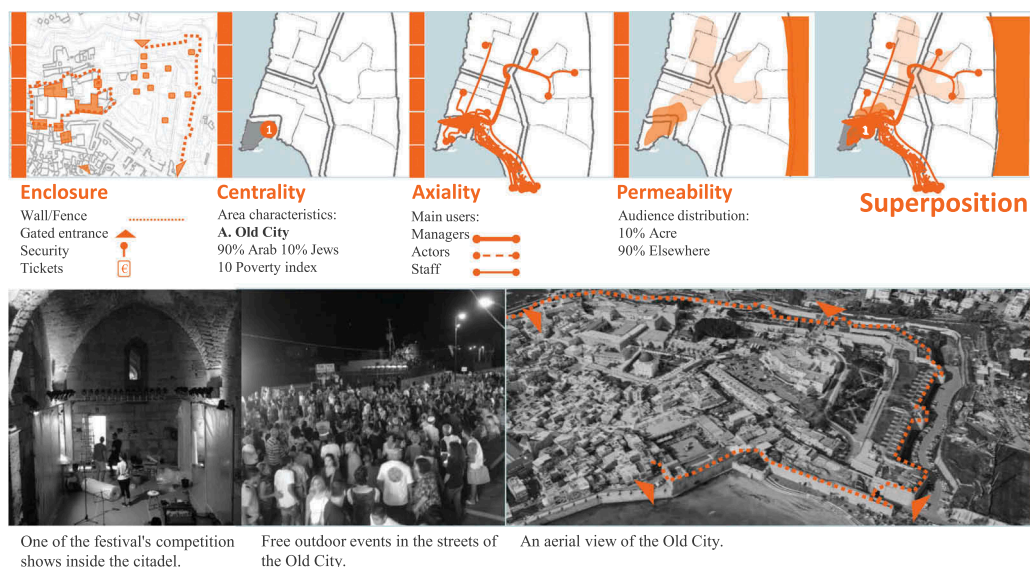 1
1
Enclosure
Wall/Fence
Gated entrance
Security
Tickets
€
Centrality
Area characteristics:
A. Old City
90% Arab 10% Jews
10 Poverty index
Axiality
Main users:
Managers
Actors
Staff
Permeability
Audience distribution:
10% Acre
90% Elsewhere
Superposition
One of the festival's competition
shows inside the citadel.
Free outdoor events in the streets of
the Old City.
An aerial view of the Old City.